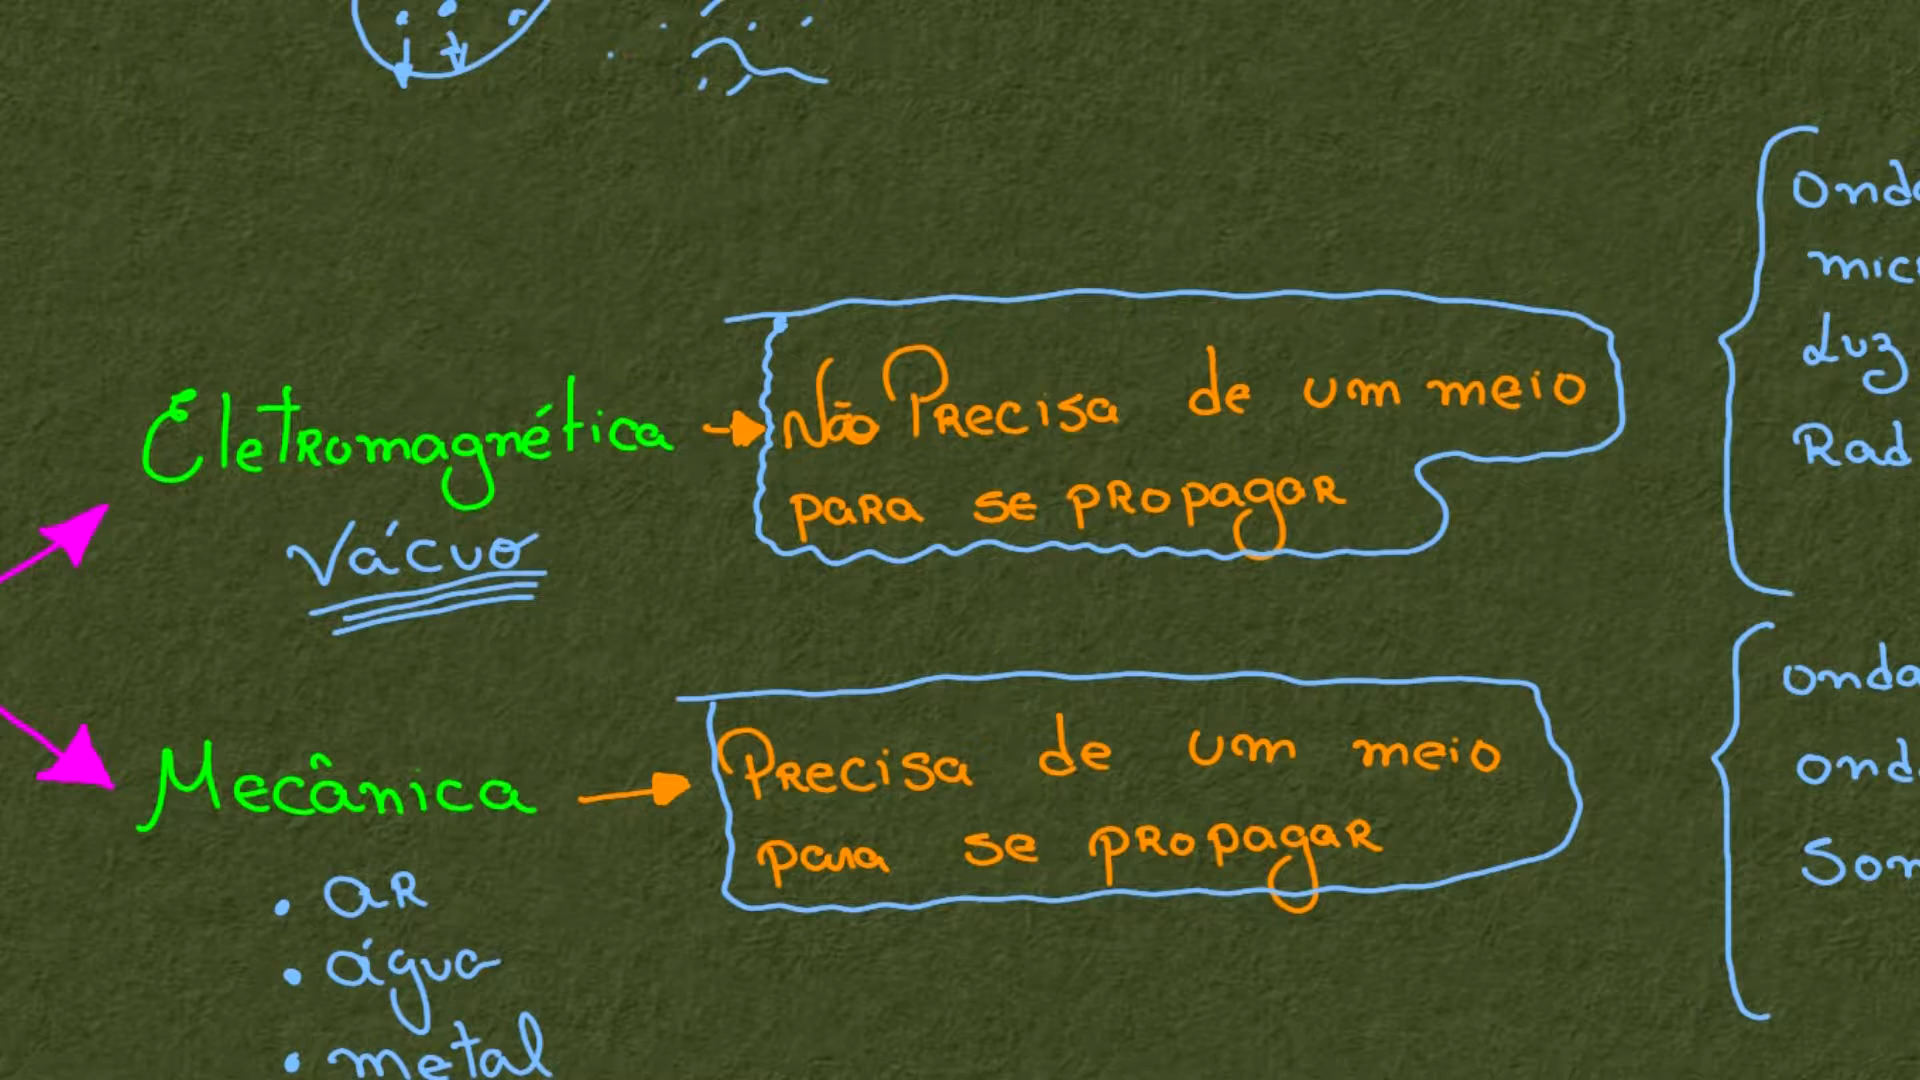 Eletromagnética
Não Precisa de um meio
para se propagar
Vácuo
Luz
Mecânica
Precisa de um meio
para se propagar
• ar
• água
• metal